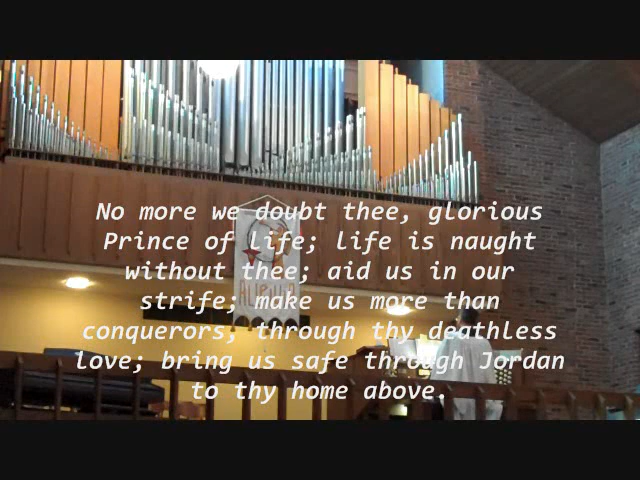 No more we doubt thee, glorious
Prince of life; life is naught
without thee; aid us in our
strife; make us more than
conquerors, through thy deathless
love; bring us safe through Jordan
to thy home above.
ALLELUIA